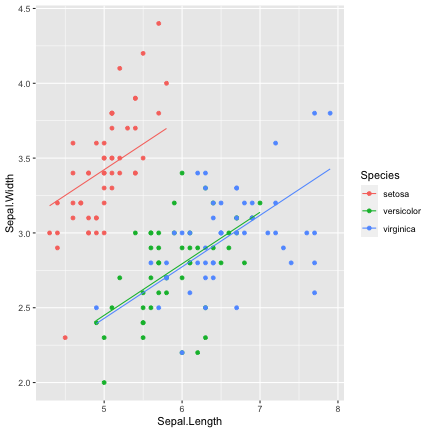 4.5
4.0
3.5
3.0
2.5
2.0
Sepal.Width
5 6 7 8
Sepal.Length
Species
setosa
versicolor
virginica